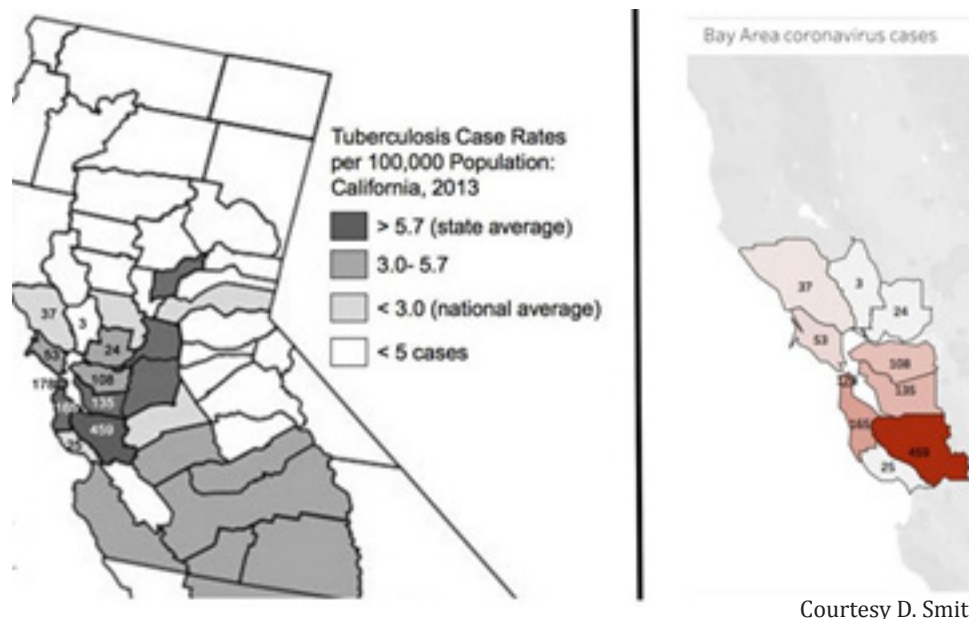 Tuberculosis Case Rates
per 100,000 Population:
California, 2013
> 5.7 (state average)
3.0- 5.7
< 3.0 (national average)
< 5 cases
37
3
24
53
108
178
135
459
25
Bay Area coronavirus cases
37
3
24
53
108
135
165
459
25
Courtesy D. Smit